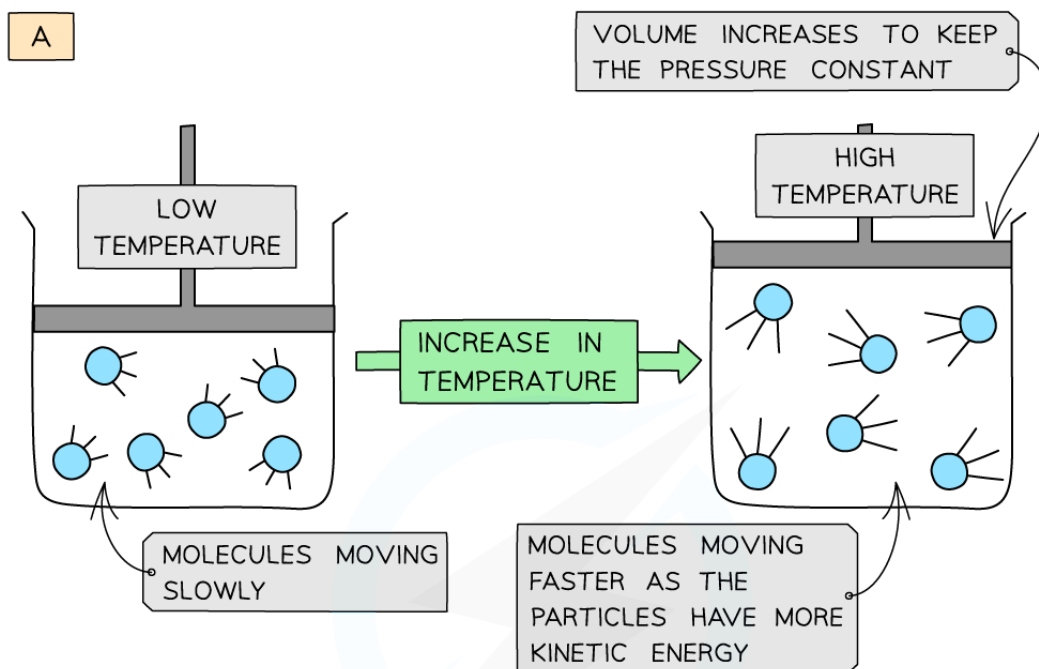 A
VOLUME INCREASES TO KEEP
THE PRESSURE CONSTANT
LOW
TEMPERATURE
HIGH
TEMPERATURE
INCREASE IN
TEMPERATURE
MOLECULES MOVING
SLOWLY
MOLECULES MOVING
FASTER AS THE
PARTICLES HAVE MORE
KINETIC ENERGY